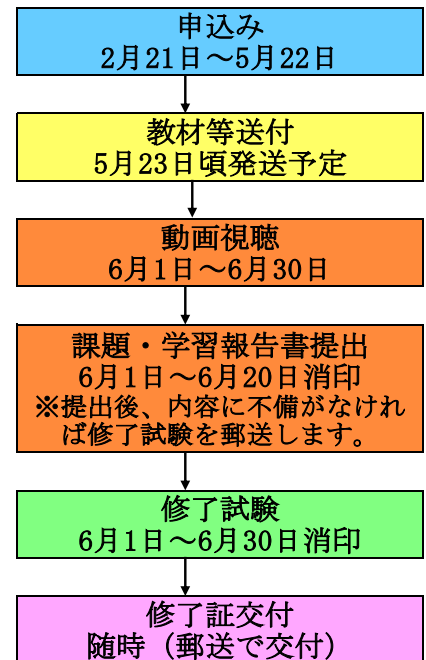 申込み
2月21日～5月22日
教材等送付
5月23日頃発送予定
動画視聴
6月1日～6月30日
課題・学習報告書提出
6月1日～6月20日消印
※提出後、内容に不備がなけれ
ば修了試験を郵送します。
修了試験
6月1日～6月30日消印
修了証交付
随時（郵送で交付）